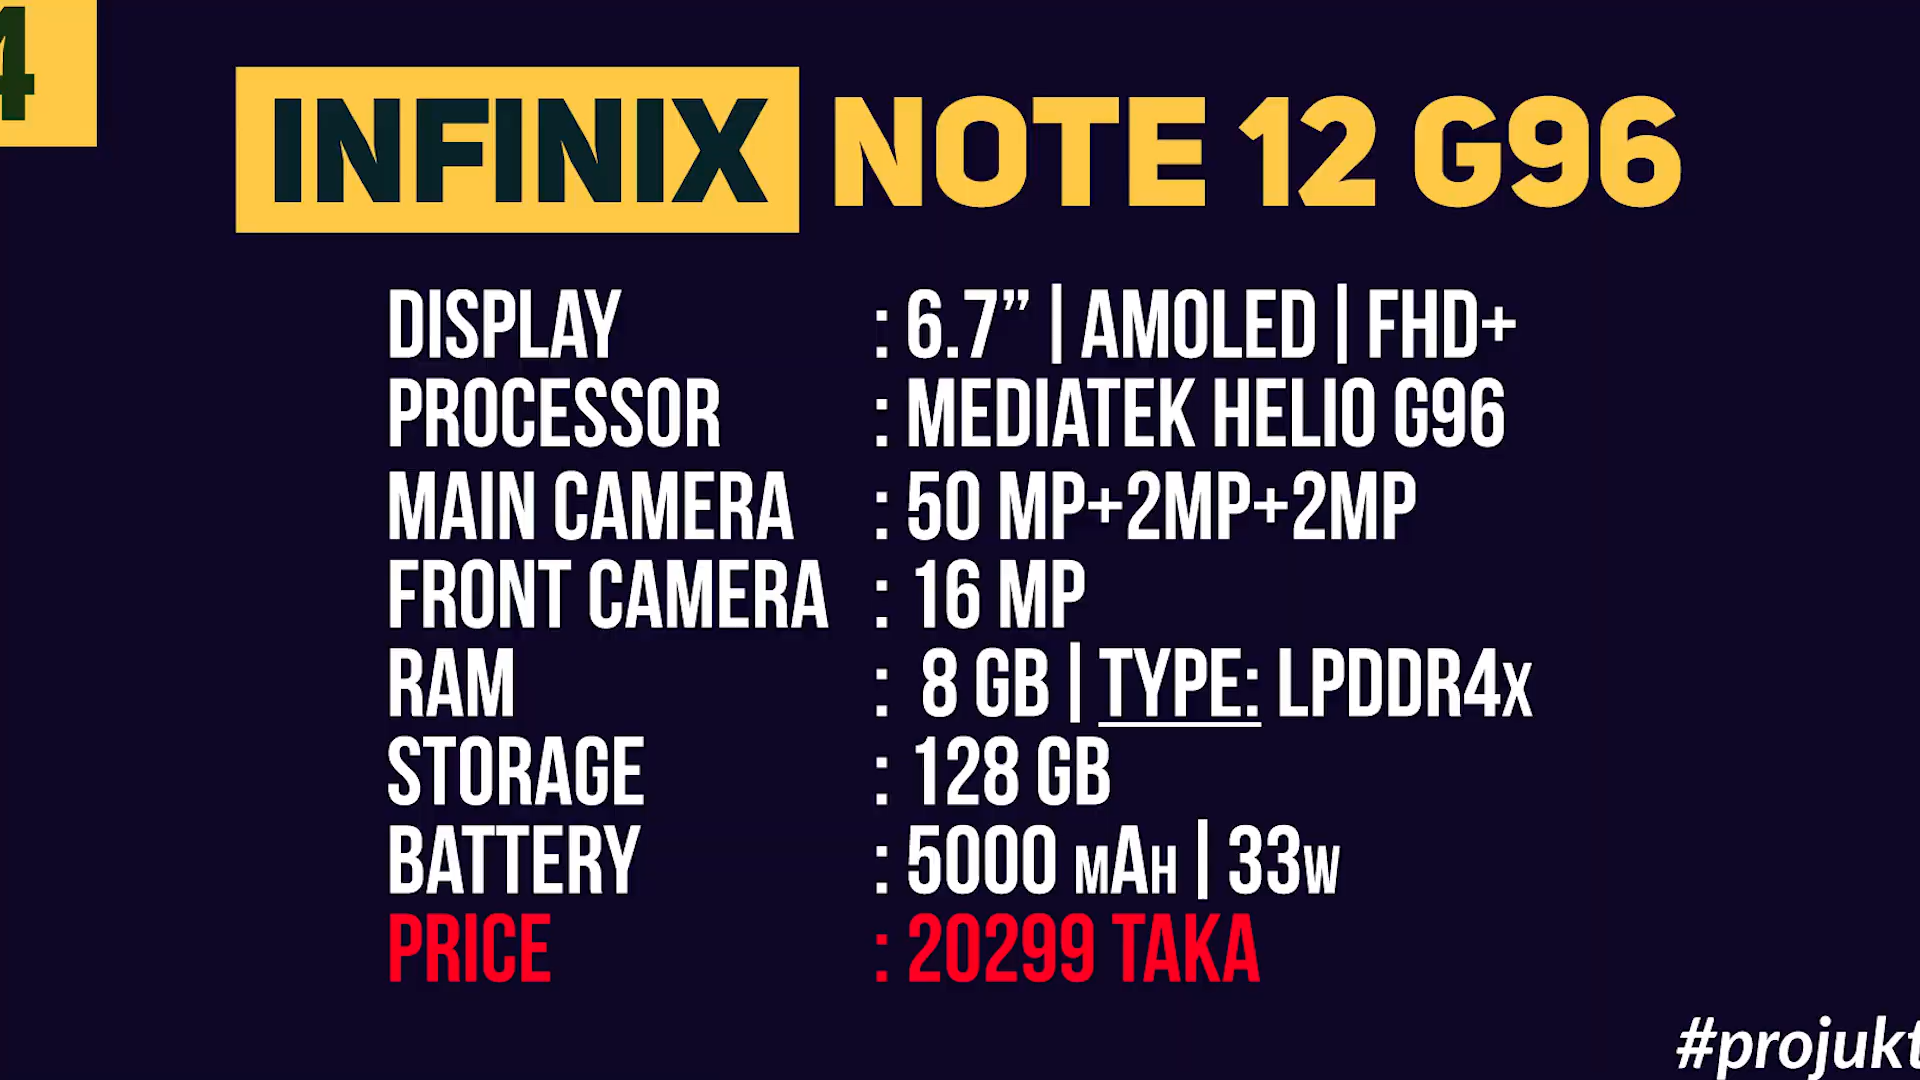 4
INFINIX NOTE 12 G96
DISPLAY : 6.7” | AMOLED | FHD+
PROCESSOR : MEDIATEK HELIO G96
MAIN CAMERA : 50 MP+2MP+2MP
FRONT CAMERA : 16 MP
RAM : 8 GB | TYPE: LPDDR4X
STORAGE : 128 GB
BATTERY : 5000 MAH | 33W
PRICE : 20299 TAKA
#projukt